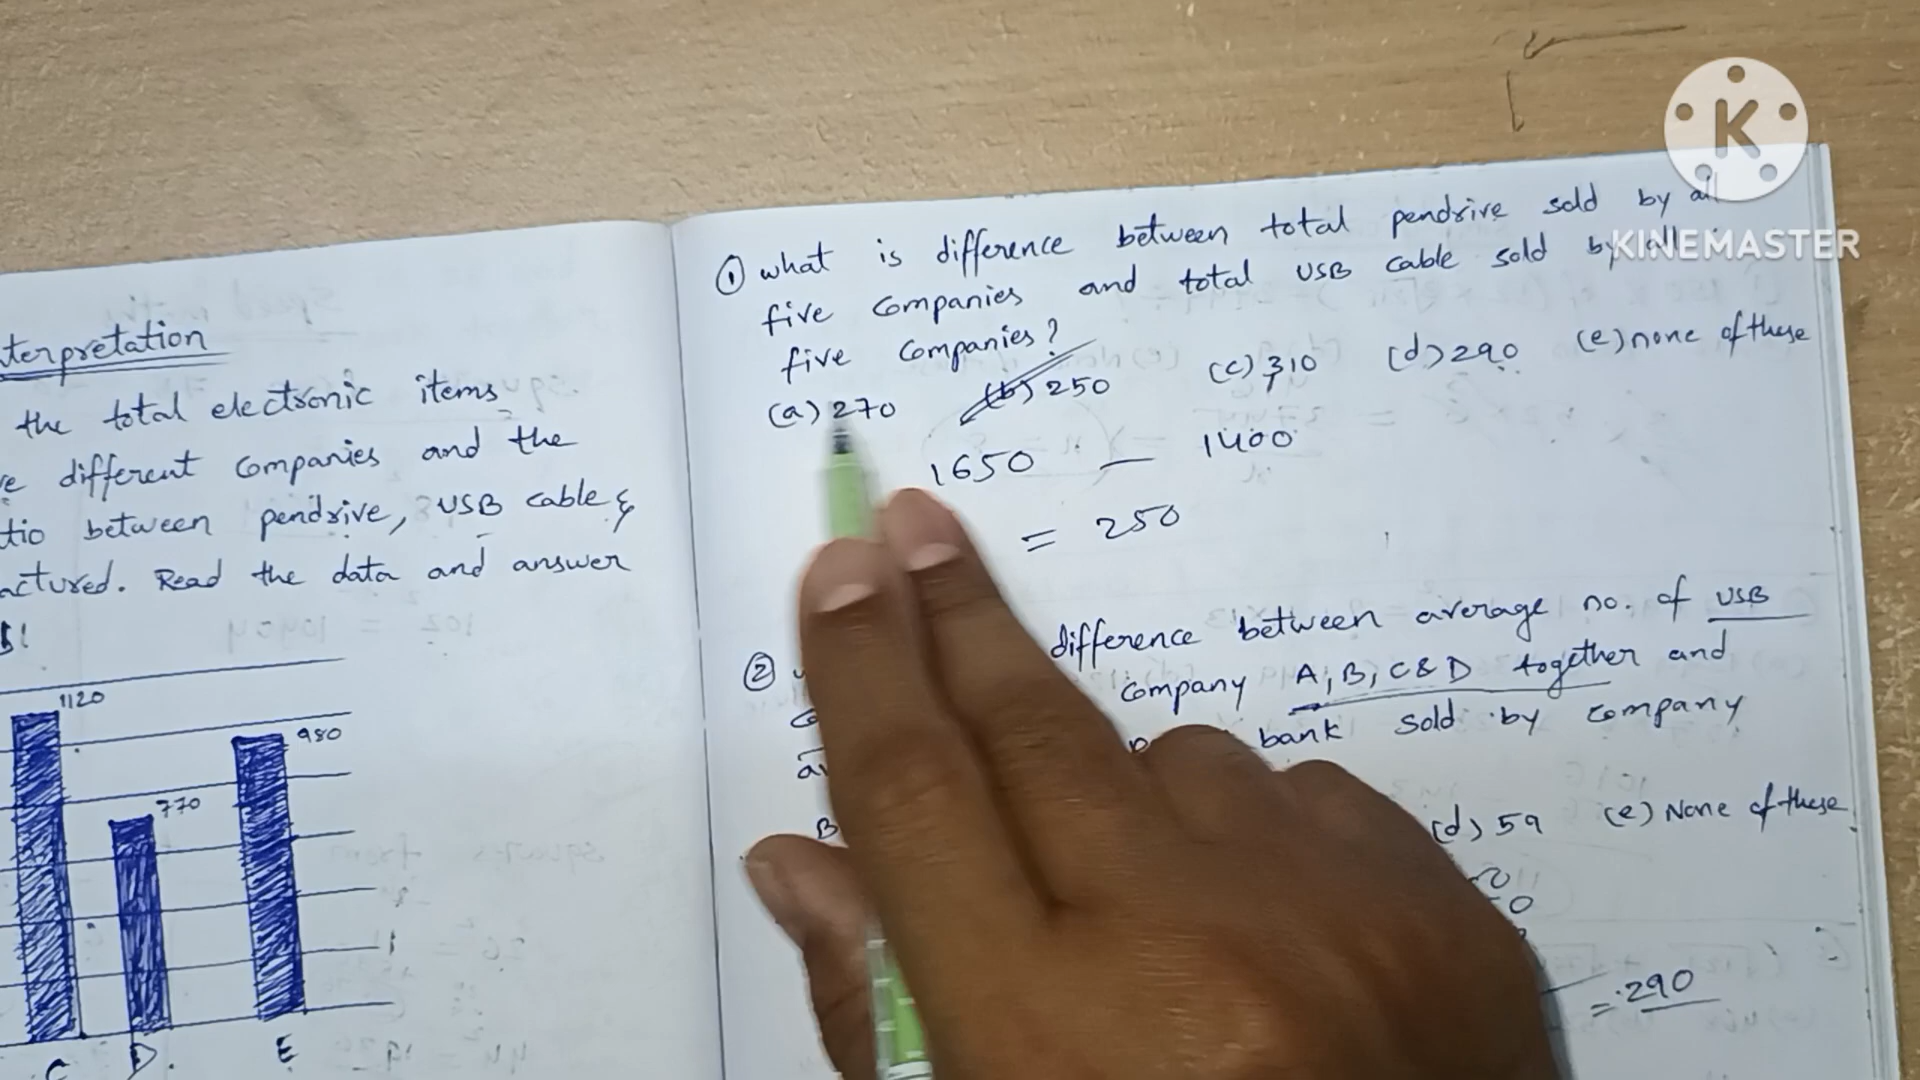 KINEMASTER
terpretation
the total electronic items
different companies and the
tio between pendrive, USB cable &
actured. Read the data and answer
1120
770
980
C D E
① what is difference between total pendrive sold by all
five companies and total USB cable sold by all
five companies?
(a) 270 (b) 250 (c) 310 (d) 290 (e) none of these
1650 - 1400
= 250
② difference between average no. of USB
company A, B, C & D together and
bank sold by company
(d) 59 (e) None of these
= 290